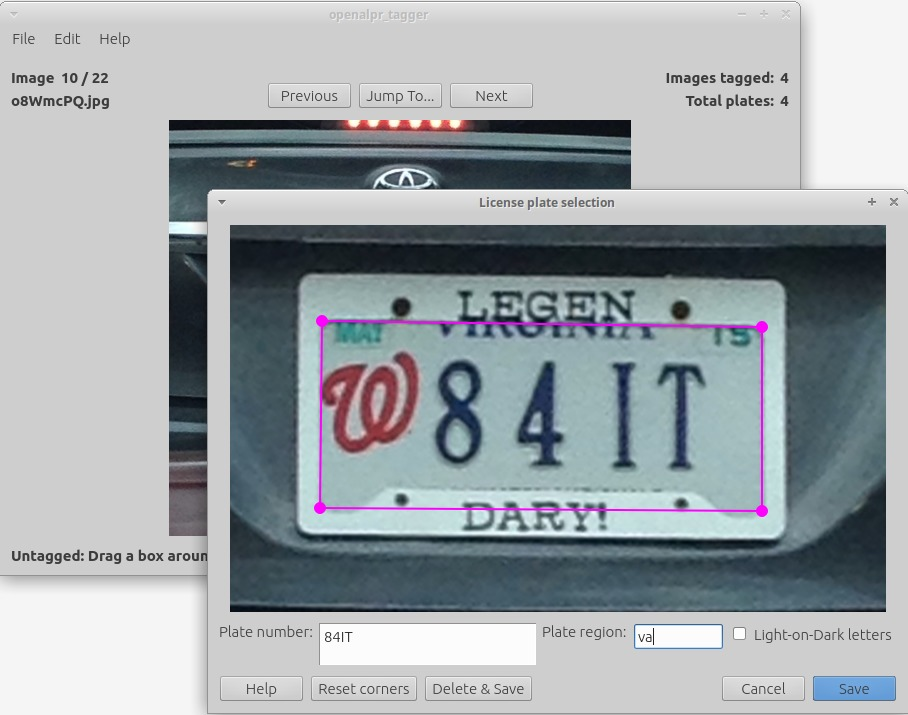 openalpr_tagger
File Edit Help
Image 10 / 22
o8WmcPQ.jpg
Previous Jump To... Next
Images tagged: 4
Total plates: 4
License plate selection
LEGEN
VIRGINIA
MAY 15
W 84IT
DARY!
Untagged: Drag a box aroun
Plate number: 84IT Plate region: va Light-on-Dark letters
Help Reset corners Delete & Save Cancel Save